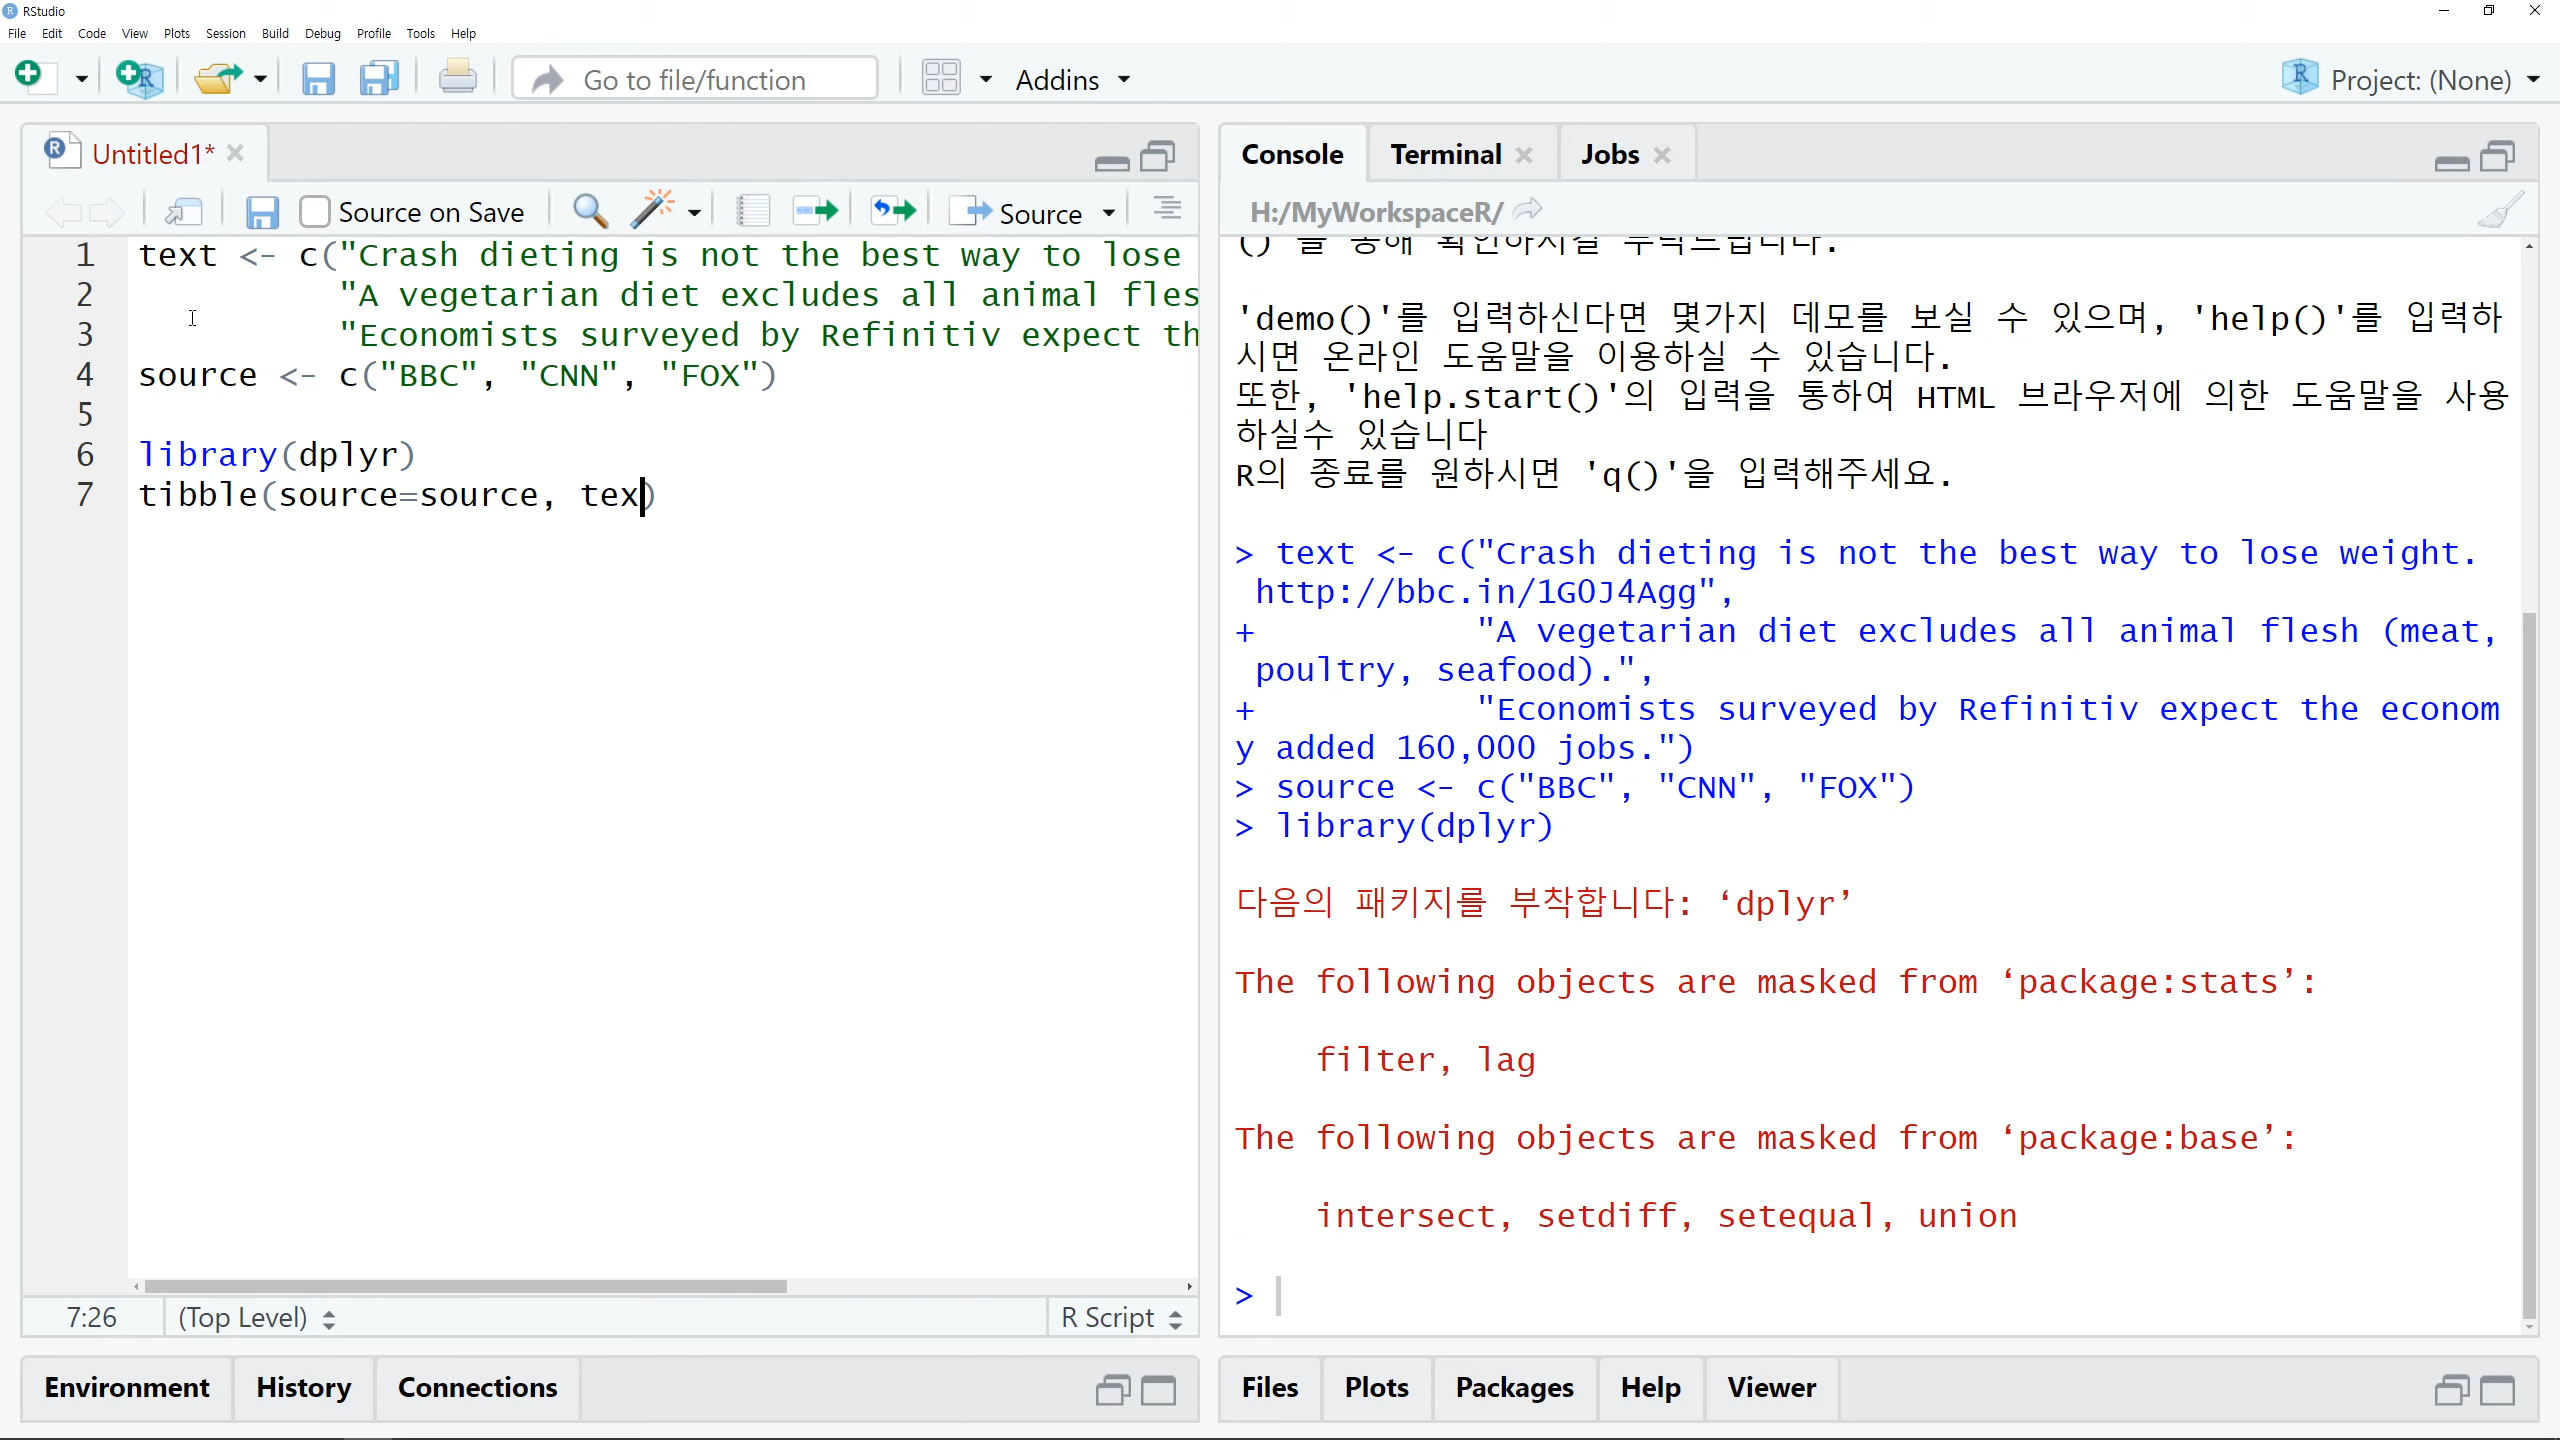 RStudio
File Edit Code View Plots Session Build Debug Profile Tools Help
Go to file/function Addins Project: (None)
Untitled1*
Source on Save Source
1 text <- c("Crash dieting is not the best way to lose
2 "A vegetarian diet excludes all animal fles
3 "Economists surveyed by Refinitiv expect th
4 source <- c("BBC", "CNN", "FOX")
5
6 library(dplyr)
7 tibble(source=source, tex)
7:26 (Top Level) R Script
Environment History Connections
Console Terminal Jobs
H:/MyWorkspaceR/
'demo()'를 입력하신다면 몇가지 데모를 보실 수 있으며, 'help()'를 입력하
시면 온라인 도움말을 이용하실 수 있습니다.
또한, 'help.start()'의 입력을 통하여 HTML 브라우저에 의한 도움말을 사용
하실수 있습니다
R의 종료를 원하시면 'q()'을 입력해주세요.
> text <- c("Crash dieting is not the best way to lose weight.
http://bbc.in/1G0J4Agg",
+ "A vegetarian diet excludes all animal flesh (meat,
poultry, seafood).",
+ "Economists surveyed by Refinitiv expect the econom
y added 160,000 jobs.")
> source <- c("BBC", "CNN", "FOX")
> library(dplyr)
다음의 패키지를 부착합니다: ‘dplyr’
The following objects are masked from ‘package:stats’:
filter, lag
The following objects are masked from ‘package:base’:
intersect, setdiff, setequal, union
>
Files Plots Packages Help Viewer